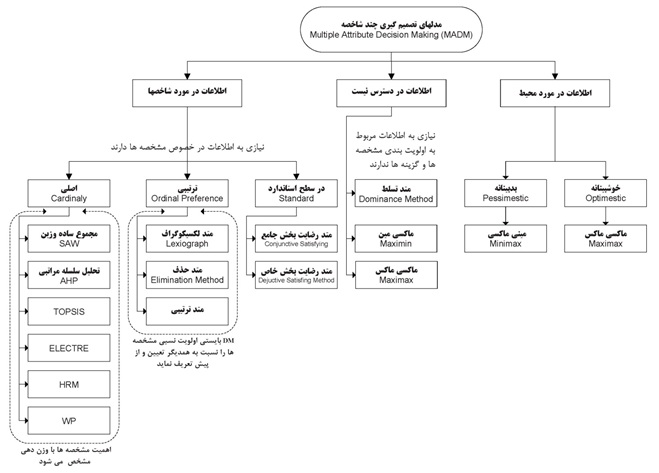 مدلهای تصمیم گیری چند شاخصه
Multiple Attribute Decision Making (MADM)
اطلاعات در مورد محیط
اطلاعات در دسترس نیست
اطلاعات در مورد شاخصها
نیازی به اطلاعات مربوط
به اولویت بندی مشخصه
ها و گزینه ها ندارند
نیازی به اطلاعات در خصوص مشخصه ها دارند
خوشبینانه
Optimestic
بدبینانه
Pessimestic
متد تسلط
Dominance Method
در سطح استاندارد
Standard
ترتیبی
Ordinal Preference
اصلی
Cardinaly
ماکسی ماکس
Maximax
مینی ماکسی
Minimax
ماکسی مین
Maximin
ماکسی ماکس
Maximax
متد رضایت بخش جامع
Conjunctive Satisfying
متد رضایت بخش خاص
Dejuctive Satisfing Method
متد لکسیکوگراف
Lexiograph
متد حذف
Elimination Method
متد ترتیبی
DM بایستی اولویت نسبی مشخصه
ها را نسبت به همدیگر تعیین و از
پیش تعریف نماید
مجموع ساده وزین
SAW
تحلیل سلسله مراتبی
AHP
TOPSIS
ELECTRE
HRM
WP
اهمیت مشخصه ها با وزن دهی
مشخص می شود